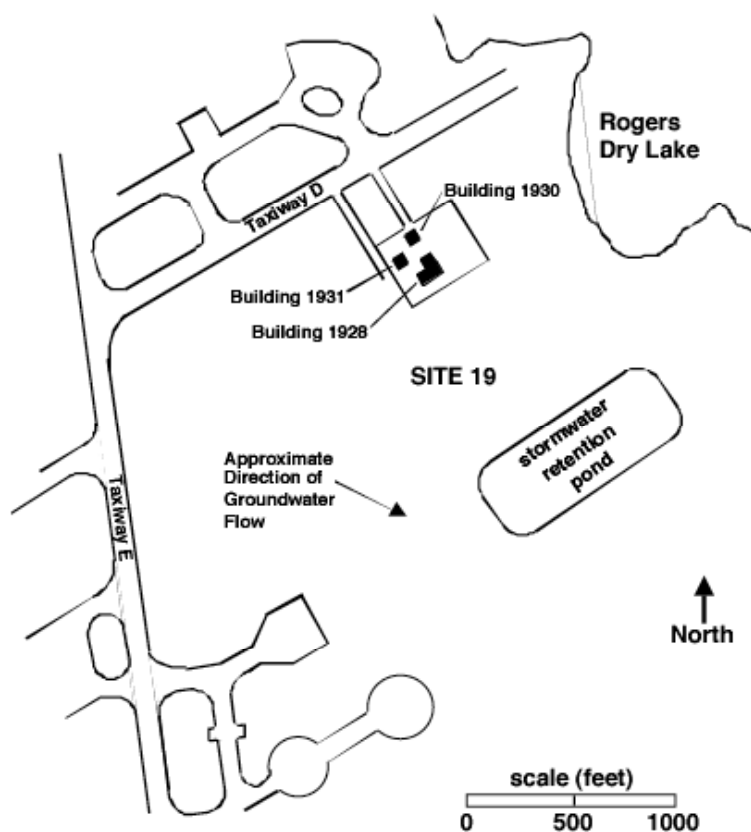 Rogers
Dry Lake
Building 1930
Taxiway D
Building 1931
Building 1928
SITE 19
stormwater
retention
pond
Approximate
Direction of
Groundwater
Flow
Taxiway E
North
scale (feet)
0 500 1000